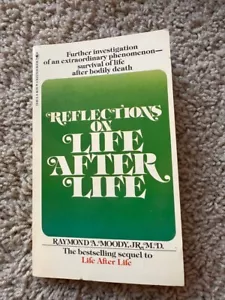 Further investigation
of an extraordinary phenomenon—
survival of life
after bodily death
REFLECTIONS
ON
LIFE
AFTER
LIFE
RAYMOND A. MOODY, JR., M.D.
The bestselling sequel to
Life After Life